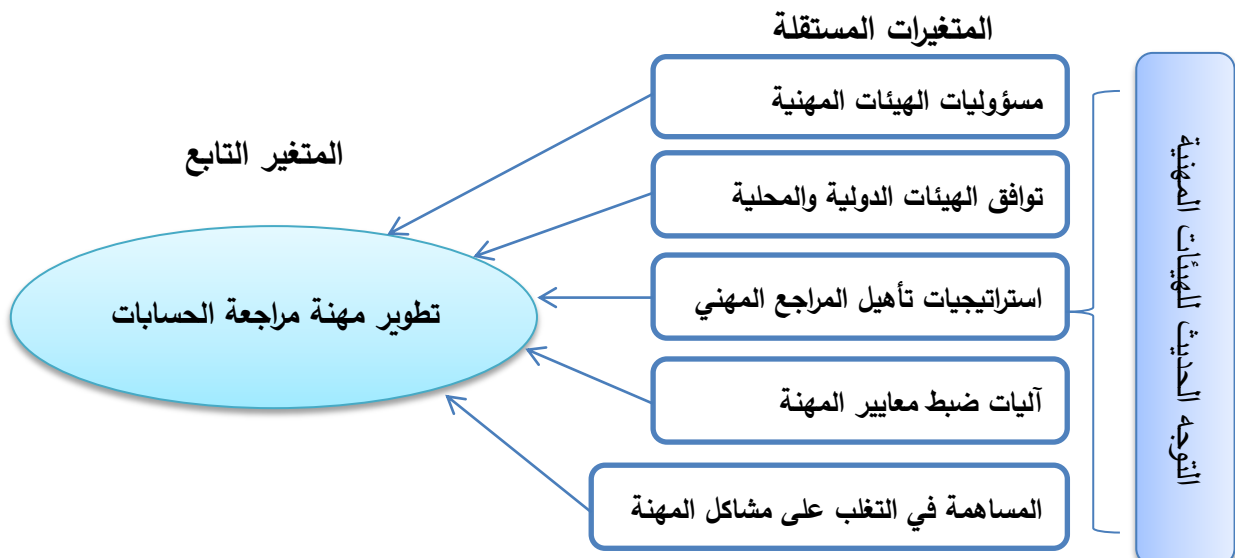 المتغيرات المستقلة
التوجه الحديث للهيئات المهنية
مسؤوليات الهيئات المهنية
توافق الهيئات الدولية والمحلية
استراتيجيات تأهيل المراجع المهني
آليات ضبط معايير المهنة
المساهمة في التغلب على مشاكل المهنة
المتغير التابع
تطوير مهنة مراجعة الحسابات